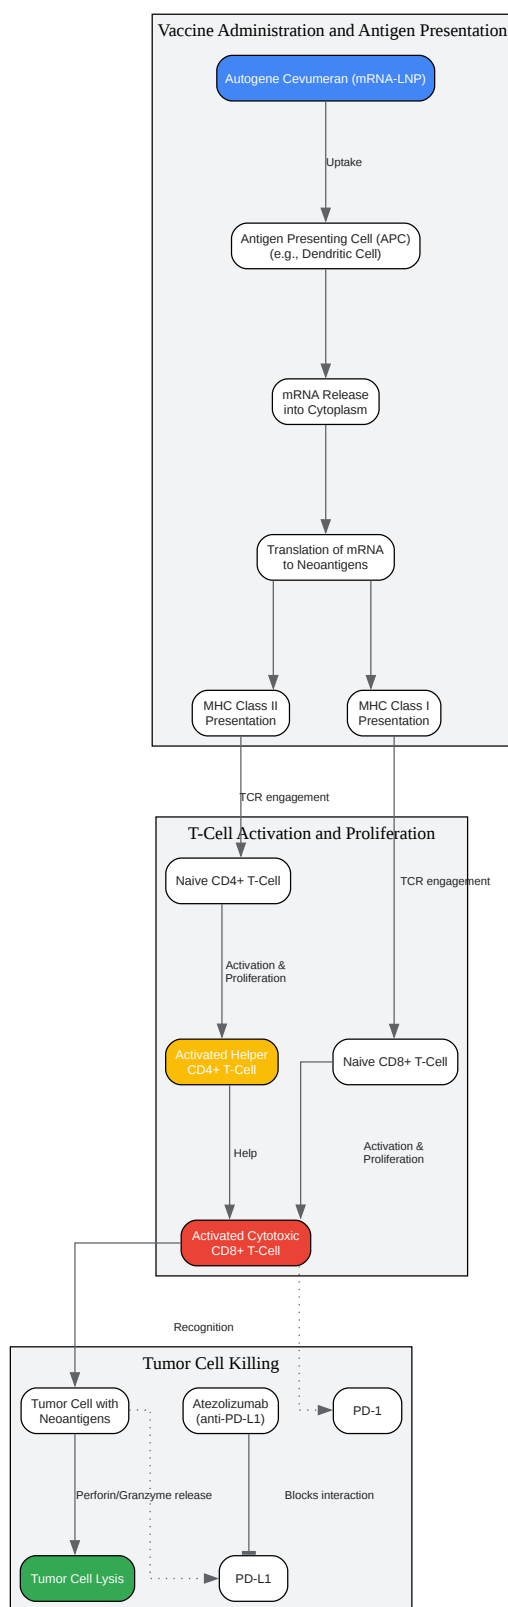 Vaccine Administration and Antigen Presentation
Autogene Cevumeran (mRNA-LNP)
Uptake
Antigen Presenting Cell (APC)
(e.g., Dendritic Cell)
mRNA Release
into Cytoplasm
Translation of mRNA
to Neoantigens
MHC Class II
Presentation
MHC Class I
Presentation
TCR engagement
T-Cell Activation and Proliferation
Naive CD4+ T-Cell
TCR engagement
Activation &
Proliferation
Activated Helper
CD4+ T-Cell
Naive CD8+ T-Cell
Help
Activation &
Proliferation
Activated Cytotoxic
CD8+ T-Cell
Recognition
Tumor Cell Killing
Tumor Cell with
Neoantigens
Atezolizumab
(anti-PD-L1)
PD-1
Perforin/Granzyme release
Blocks interaction
Tumor Cell Lysis
PD-L1